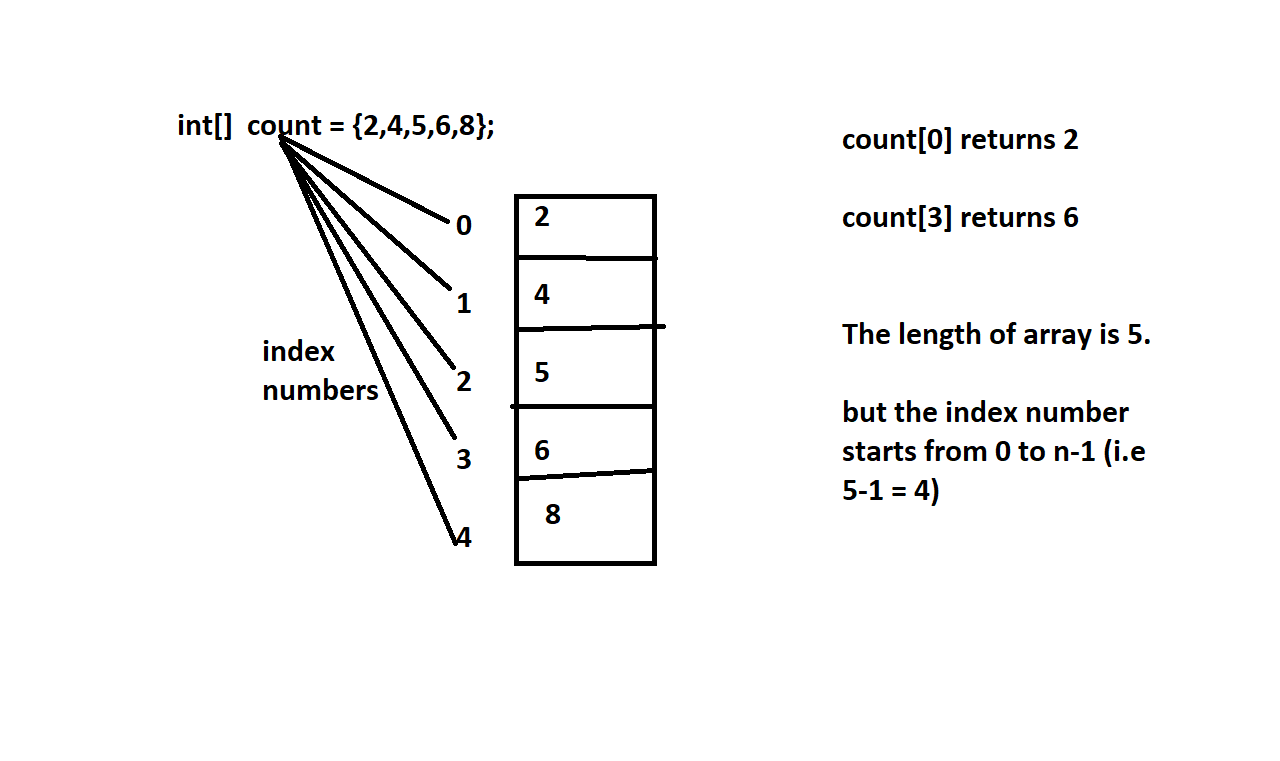 int[] count = {2,4,5,6,8};
0 2
1 4
index
numbers
2 5
3 6
4 8
count[0] returns 2
count[3] returns 6
The length of array is 5.
but the index number
starts from 0 to n-1 (i.e
5-1 = 4)